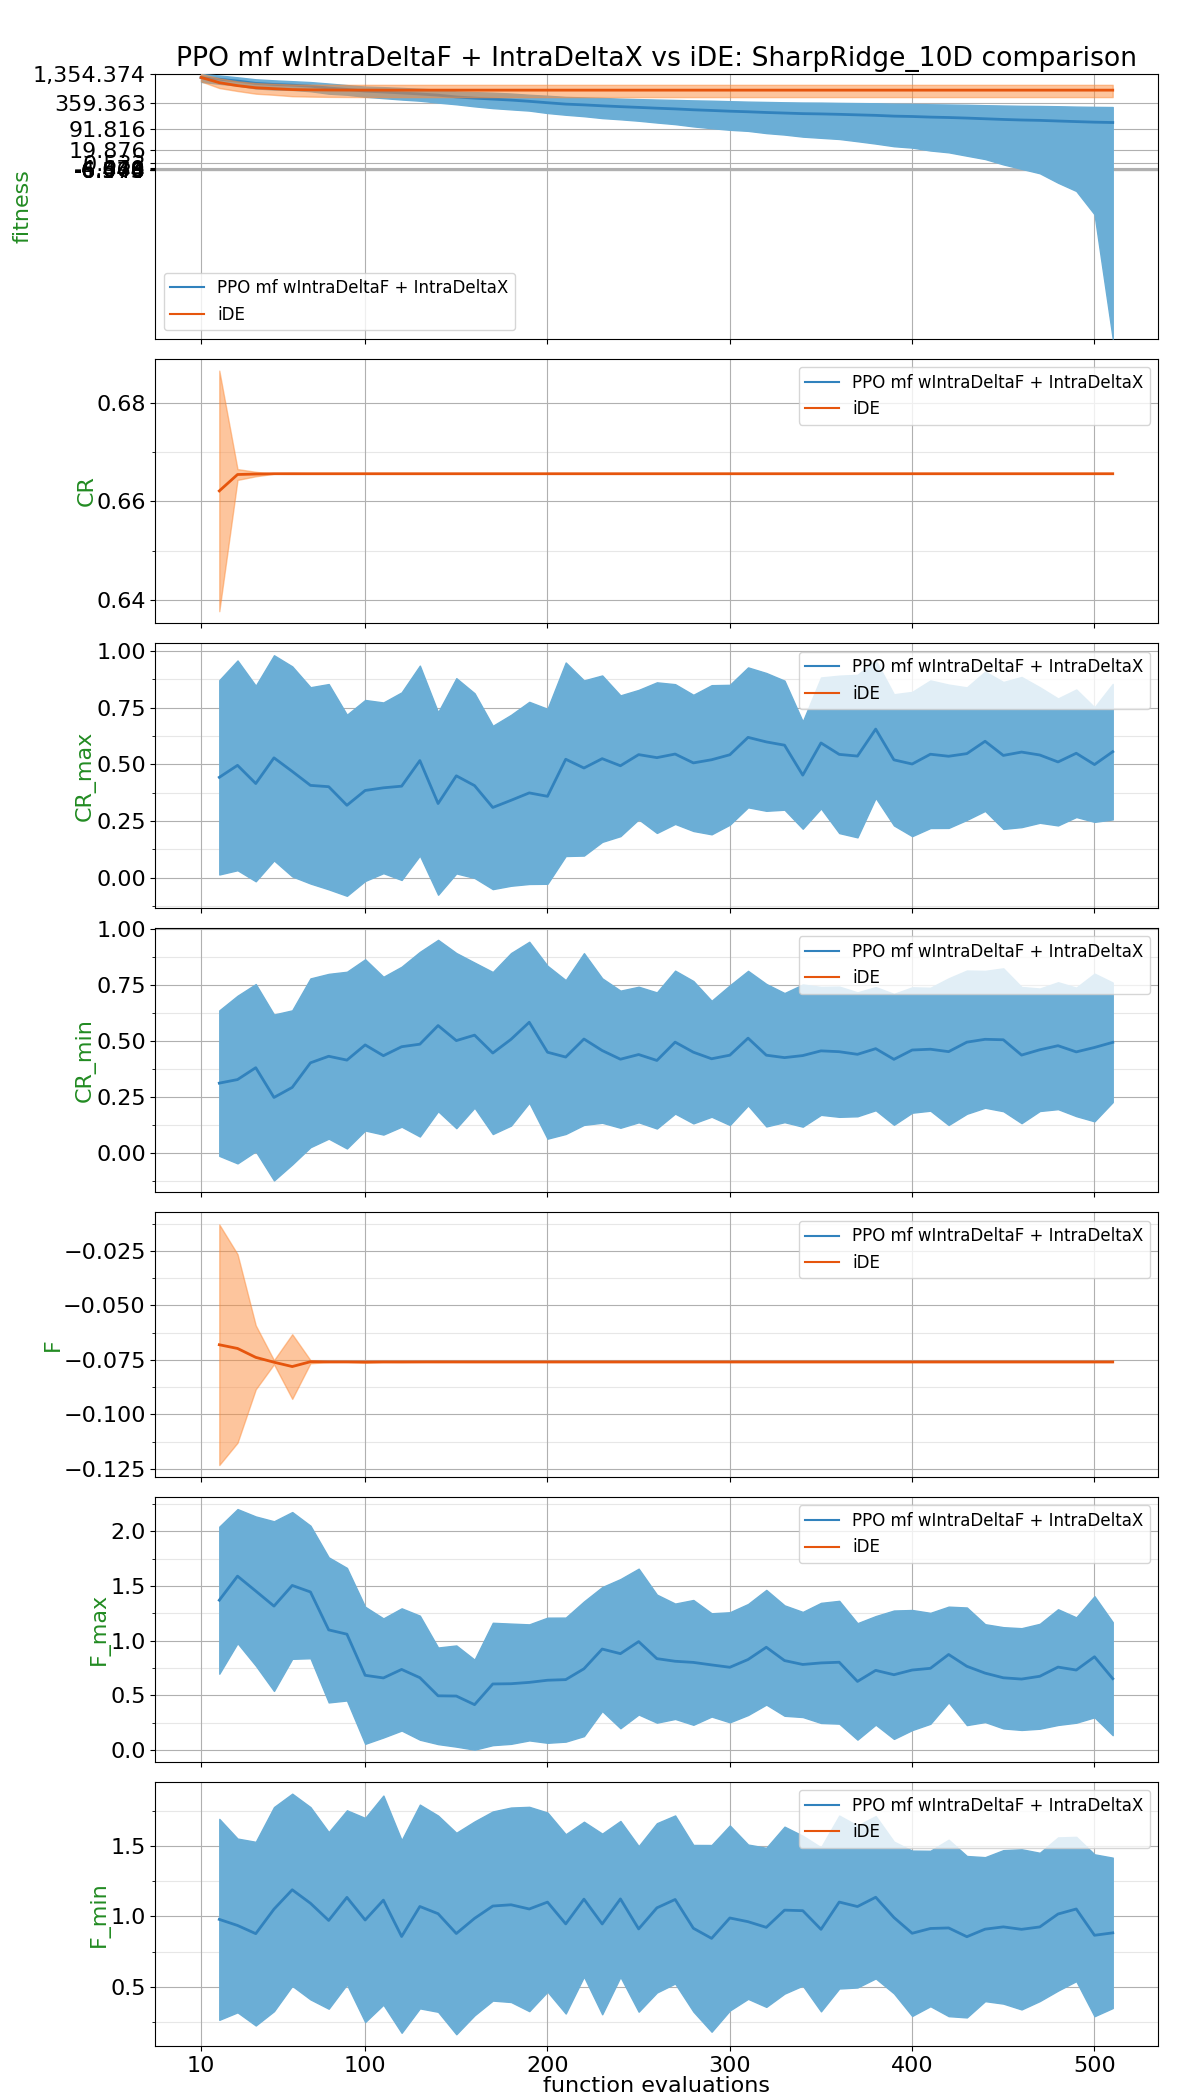 PPO mf wIntraDeltaF + IntraDeltaX vs iDE: SharpRidge_10D comparison
1,354.374
359.363
91.816
19.876
fitness
PPO mf wIntraDeltaF + IntraDeltaX
iDE
0.68
0.66
0.64
CR
PPO mf wIntraDeltaF + IntraDeltaX
iDE
1.00
0.75
0.50
0.25
0.00
CR_max
PPO mf wIntraDeltaF + IntraDeltaX
iDE
1.00
0.75
0.50
0.25
0.00
CR_min
PPO mf wIntraDeltaF + IntraDeltaX
iDE
−0.025
−0.050
−0.075
−0.100
−0.125
F
PPO mf wIntraDeltaF + IntraDeltaX
iDE
2.0
1.5
1.0
0.5
0.0
F_max
PPO mf wIntraDeltaF + IntraDeltaX
iDE
1.5
1.0
0.5
F_min
PPO mf wIntraDeltaF + IntraDeltaX
iDE
10 100 200 300 400 500
function evaluations